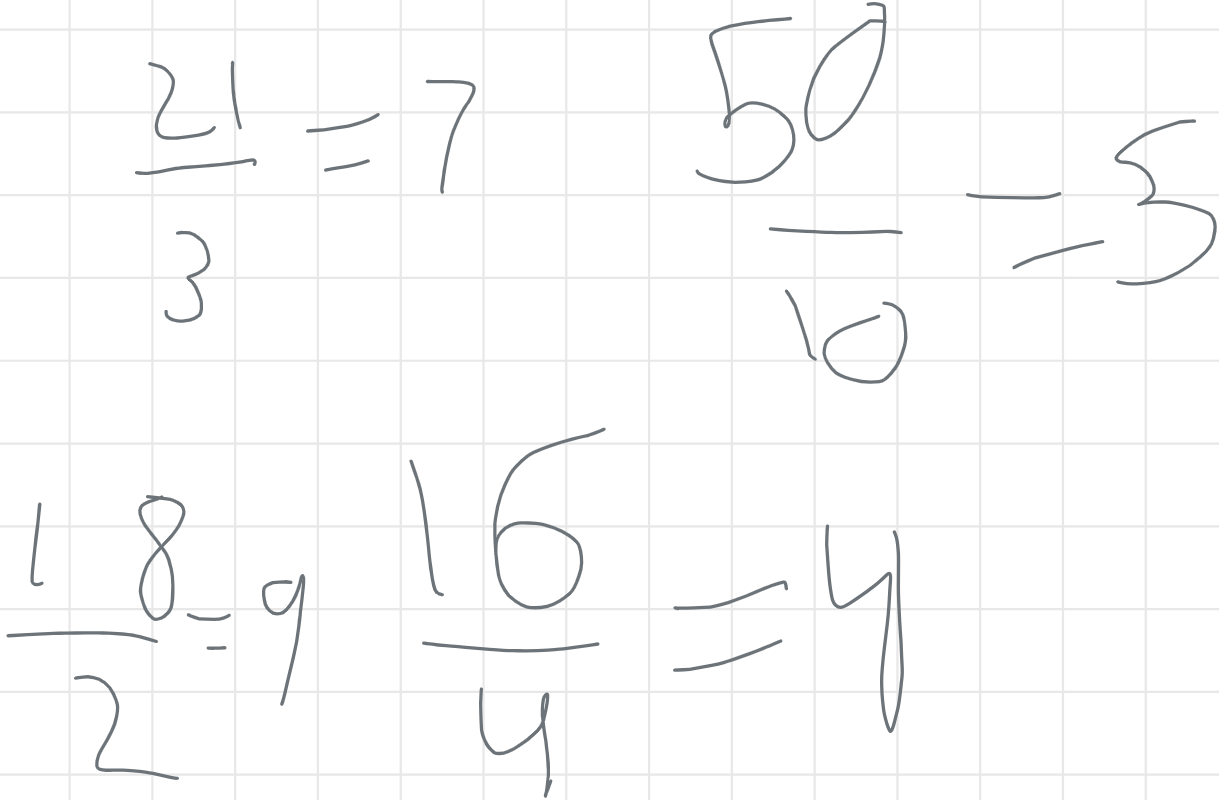 21/3 = 7
50/10 = 5
18/2 = 9
16/4 = 4